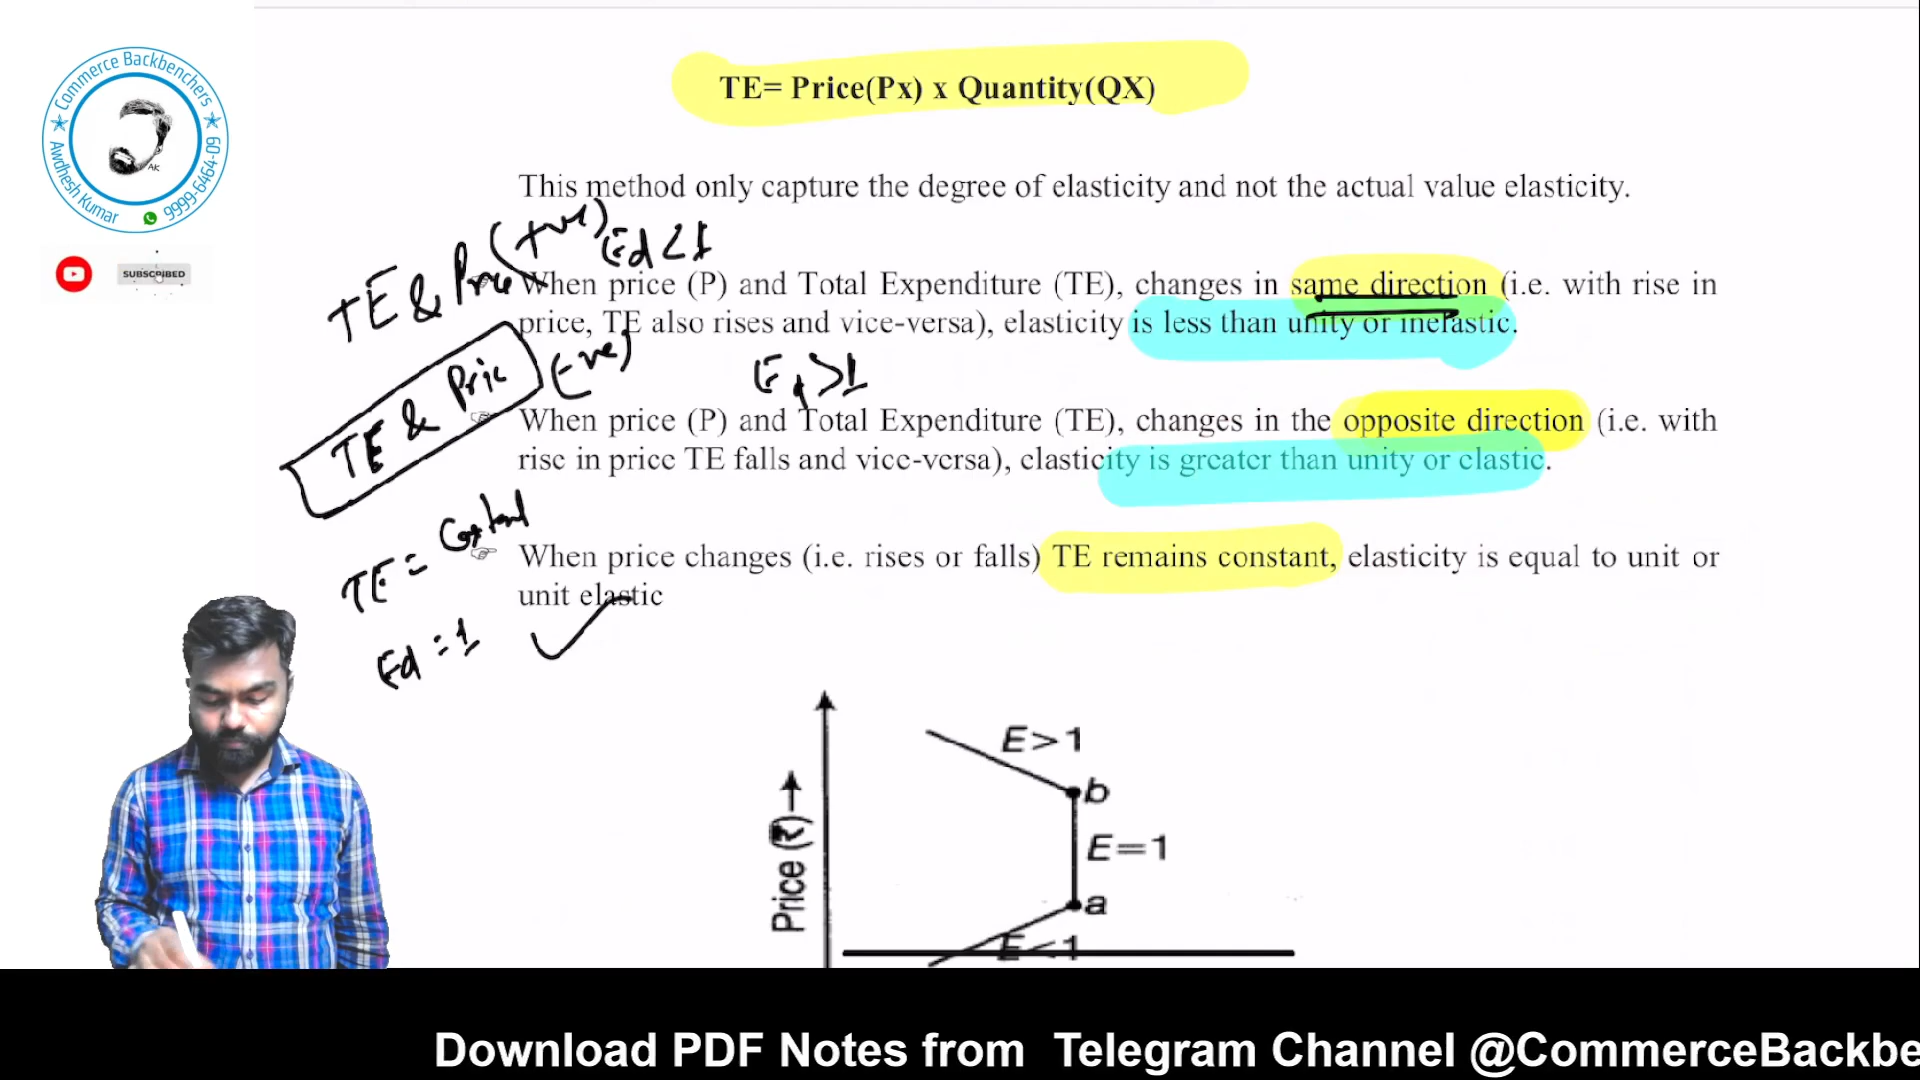 Commerce Backbenchers
Awdhesh Kumar
9999-6464-09
AK
SUBSCRIBED
TE= Price(Px) x Quantity(QX)
This method only capture the degree of elasticity and not the actual value elasticity.
TE & Price (+ve) Ed < 1
When price (P) and Total Expenditure (TE), changes in same direction (i.e. with rise in
price, TE also rises and vice-versa), elasticity is less than unity or inelastic.
TE & Pric (-ve)
Ed >1
When price (P) and Total Expenditure (TE), changes in the opposite direction (i.e. with
rise in price TE falls and vice-versa), elasticity is greater than unity or elastic.
TE =
When price changes (i.e. rises or falls) TE remains constant, elasticity is equal to unit or
unit elastic
Ed = 1
E>1
b
E=1
a
E<1
Price (₹)→
Download PDF Notes from Telegram Channel @CommerceBackbe